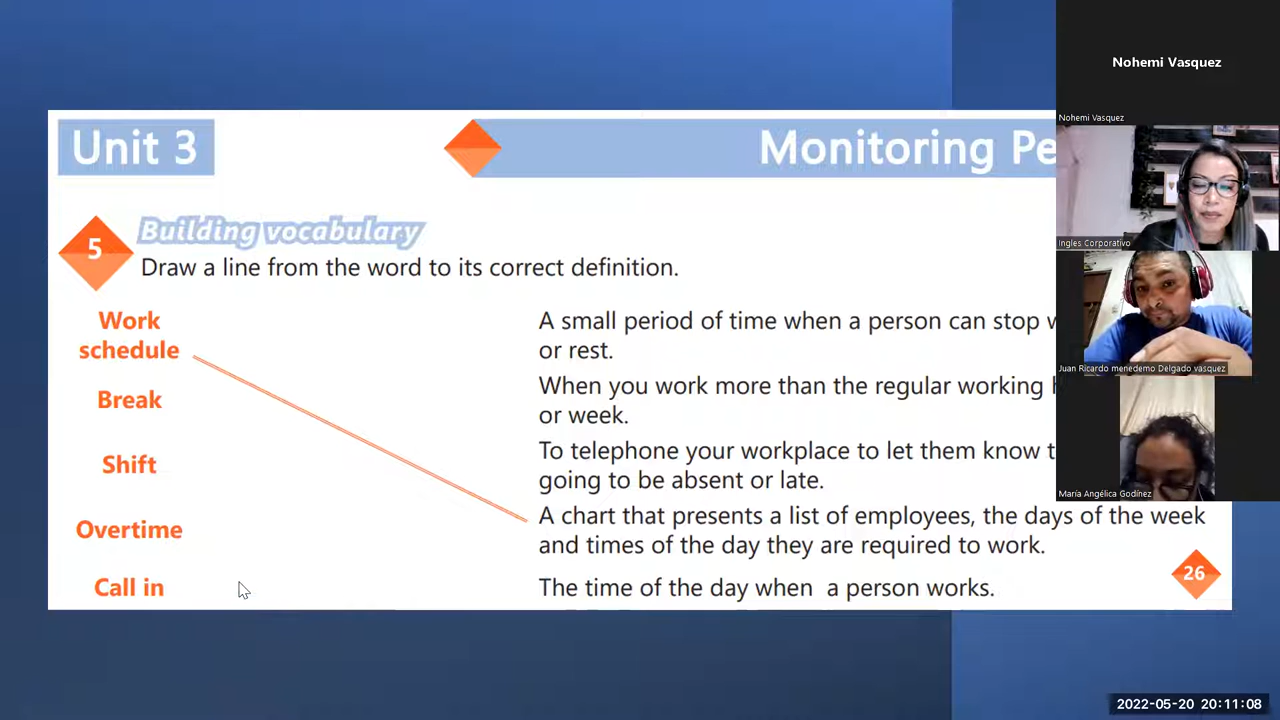 Nohemi Vasquez
Nohemi Vasquez
Unit 3
Monitoring Pe
Ingles Corporativo
5
Building vocabulary
Draw a line from the word to its correct definition.
Work
schedule
A small period of time when a person can stop
or rest.
Juan Ricardo menedemo Delgado vasquez
Break
When you work more than the regular working
or week.
Shift
To telephone your workplace to let them know
going to be absent or late.
María Angélica Godínez
Overtime
A chart that presents a list of employees, the days of the week
and times of the day they are required to work.
Call in
The time of the day when a person works.
26
2022-05-20 20:11:08